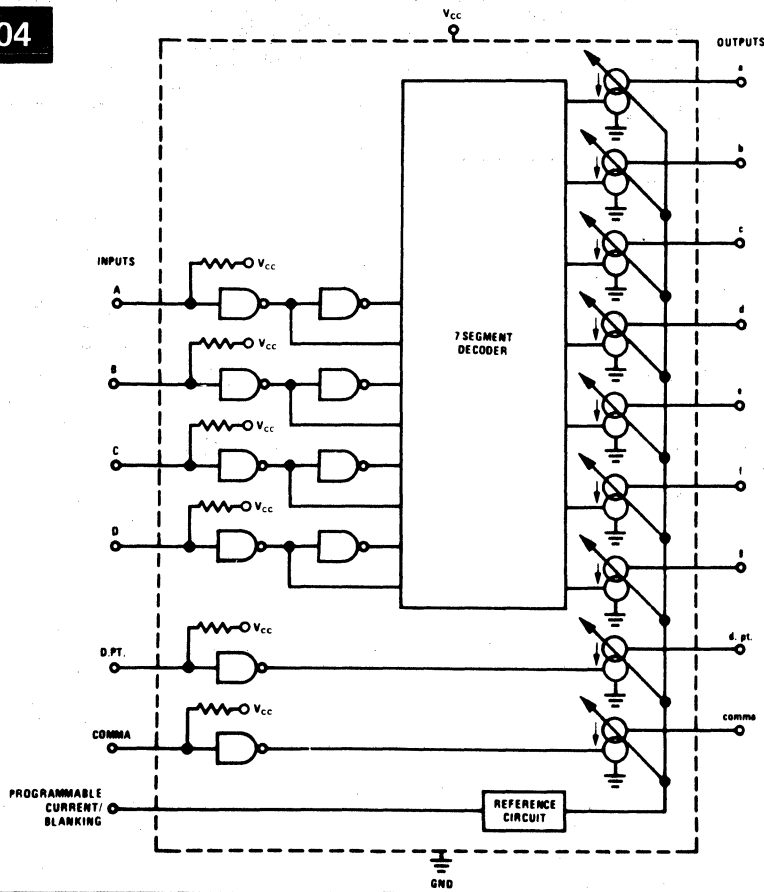 04
VCC
OUTPUTS
a
b
c
INPUTS
VCC
A
d
7 SEGMENT
DECODER
VCC
B
e
VCC
C
f
VCC
D
g
VCC
D.PT.
d. pt.
VCC
COMMA
comma
PROGRAMMABLE
CURRENT/
BLANKING
REFERENCE
CIRCUIT
GND